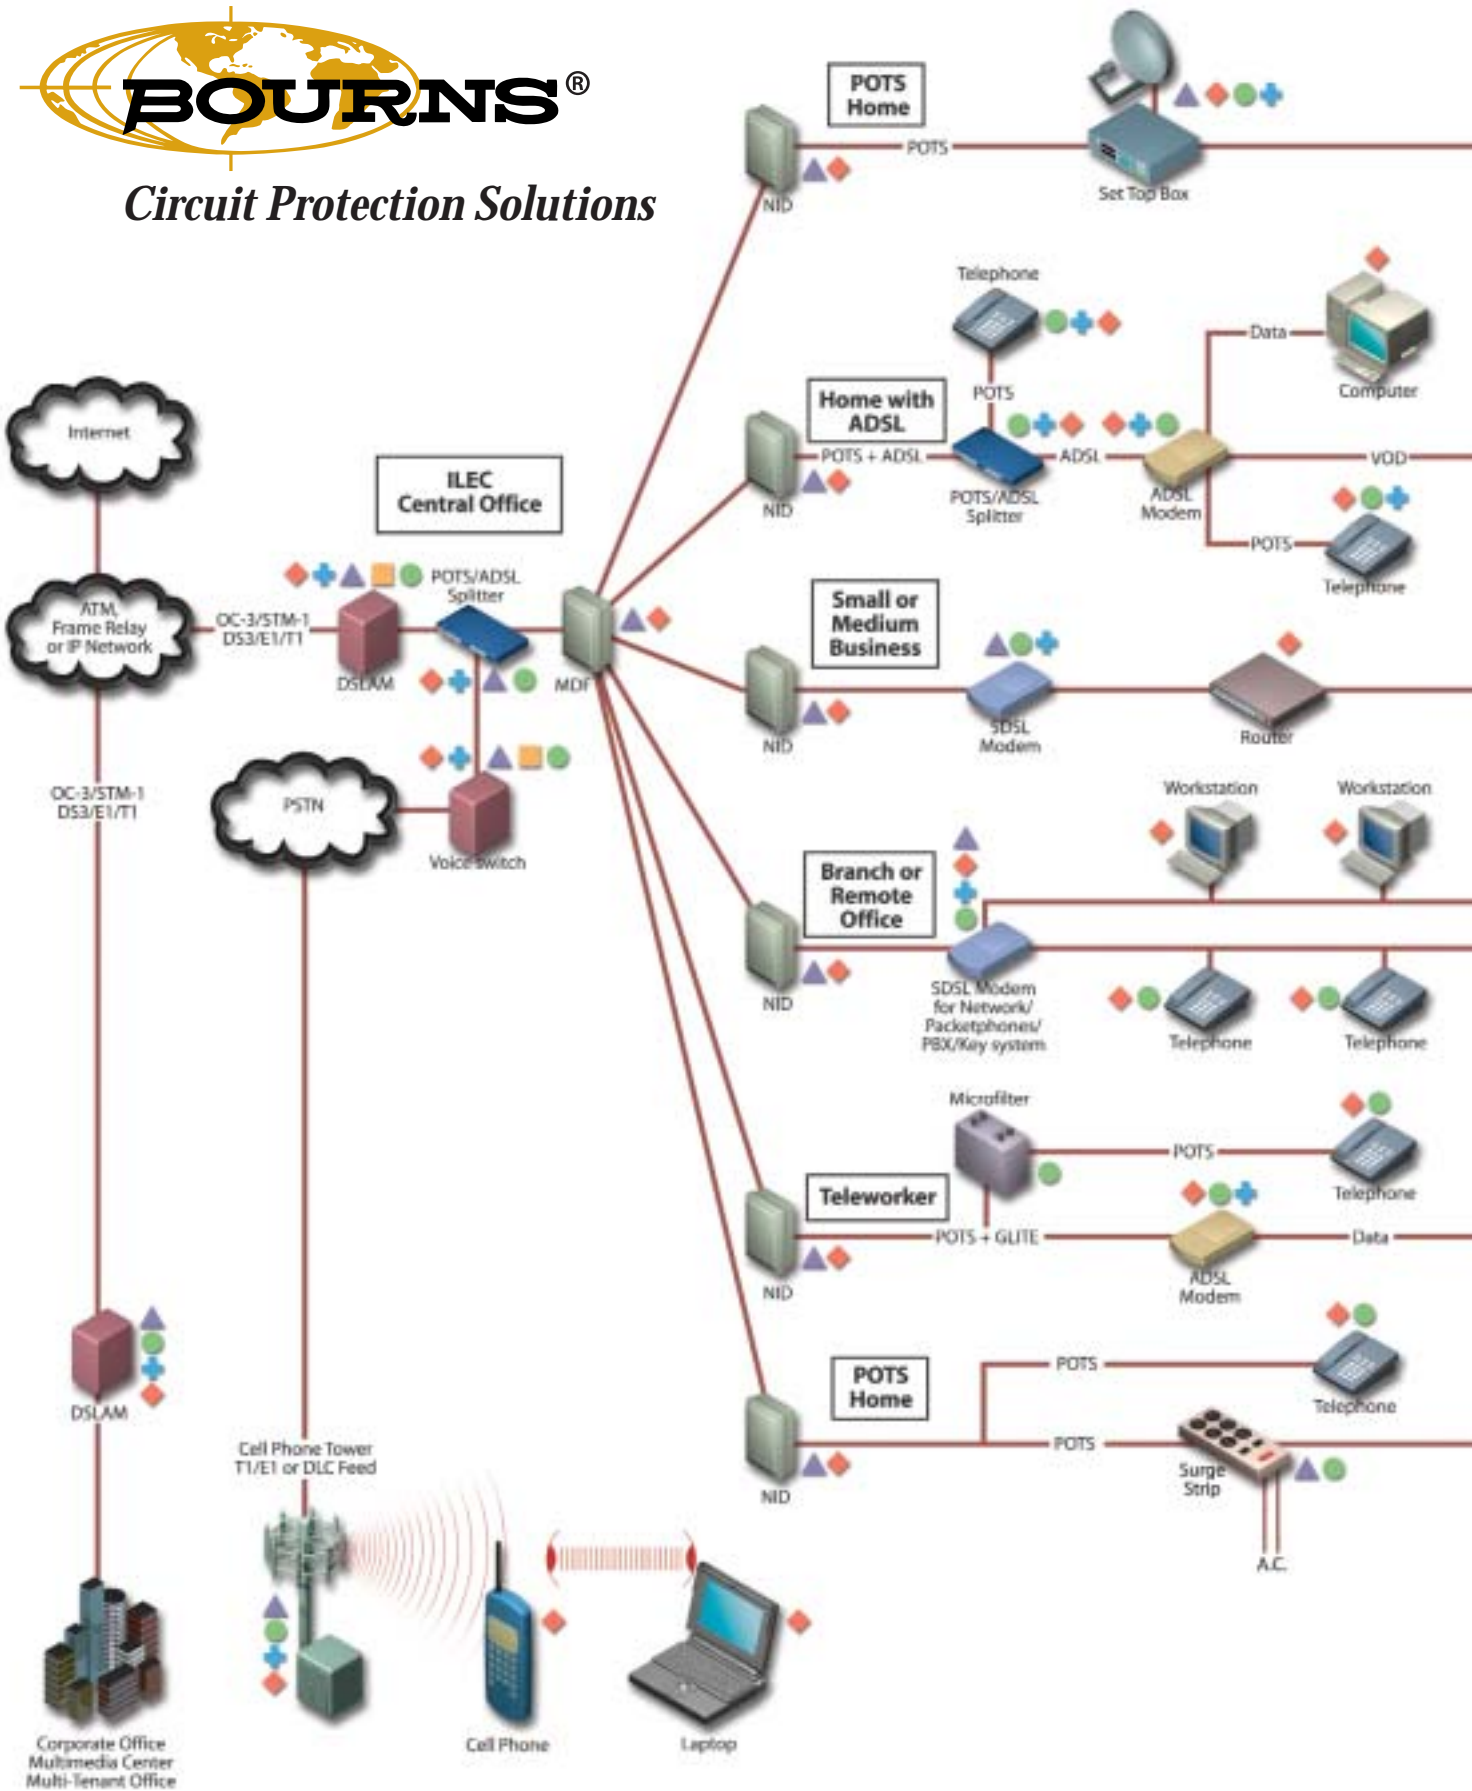 BOURNS®
Circuit Protection Solutions
POTS
Home
POTS
NID
Set Top Box
Telephone
POTS
Data
Computer
Home with
ADSL
POTS + ADSL
ADSL
VOD
NID
POTS/ADSL
Splitter
ADSL
Modem
POTS
Telephone
Internet
ILEC
Central Office
ATM,
Frame Relay
or IP Network
OC-3/STM-1
DS3/E1/T1
DSLAM
POTS/ADSL
Splitter
MDF
Small or
Medium
Business
NID
SDSL
Modem
Router
OC-3/STM-1
DS3/E1/T1
PSTN
Voice switch
Workstation
Workstation
Branch or
Remote
Office
NID
SDSL Modem
for Network/
Packetphones/
PBX/Key system
Telephone
Telephone
Microfilter
POTS
Telephone
Teleworker
POTS + GLITE
Data
NID
ADSL
Modem
DSLAM
POTS
Home
POTS
Telephone
POTS
NID
Surge
Strip
A.C.
Cell Phone Tower
T1/E1 or DLC Feed
Cell Phone
Laptop
Corporate Office
Multimedia Center
Multi-Tenant Office